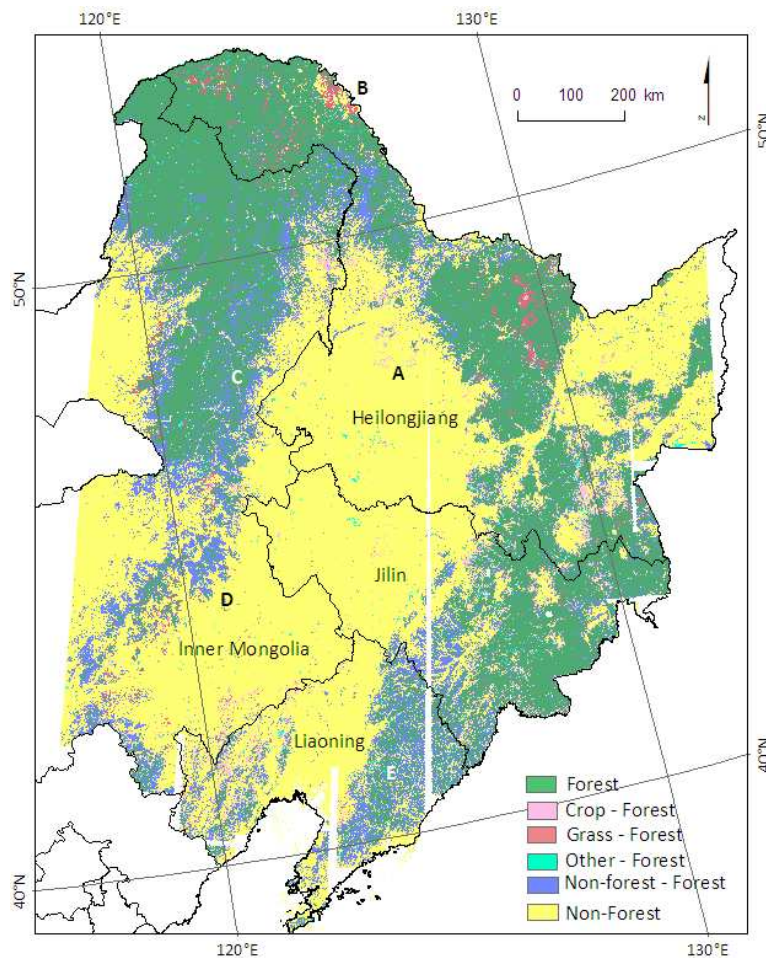 120°E
130°E
B
0 100 200 km
N
50°N
50°N
C
A
Heilongjiang
Jilin
D
Inner Mongolia
Liaoning
E
40°N
Forest
Crop - Forest
Grass - Forest
Other - Forest
Non-forest - Forest
Non-Forest
40°N
120°E
130°E